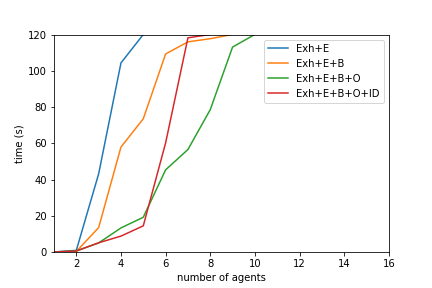 120
100
80
60
40
20
0
time (s)
2 4 6 8 10 12 14 16
number of agents
Exh+E
Exh+E+B
Exh+E+B+O
Exh+E+B+O+ID